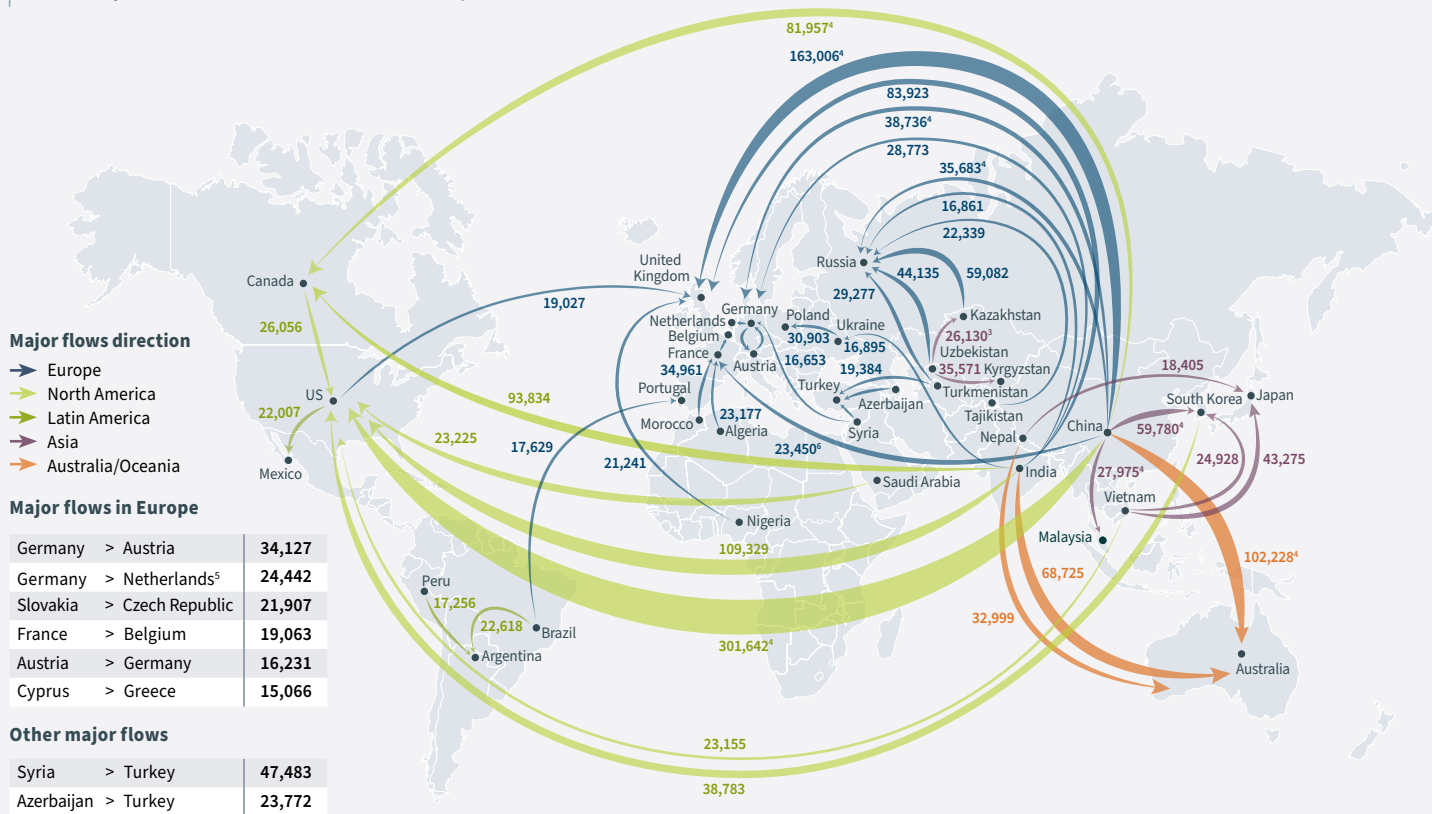 81,957⁴
163,006⁴
83,923
38,736⁴
28,773
35,683⁴
16,861
22,339
United
Kingdom
Russia
44,135
59,082
Canada
19,027
29,277
26,056
Germany
Netherlands
Poland
Kazakhstan
Belgium
30,903
Ukraine
26,130³
France
16,895
Uzbekistan
34,961
Austria
16,653
19,384
35,571
Kyrgyzstan
18,405
Portugal
Turkey
Turkmenistan
US
93,834
Azerbaijan
Tajikistan
South Korea
Japan
22,007
Morocco
23,177
Algeria
Syria
Nepal
China
59,780⁴
23,225
17,629
23,450⁶
21,241
24,928
43,275
Mexico
India
27,975⁴
Saudi Arabia
Vietnam
Nigeria
Malaysia
109,329
102,228⁴
68,725
Peru
17,256
32,999
22,618
Brazil
301,642⁴
Argentina
Australia
23,155
38,783
Major flows direction
Europe
North America
Latin America
Asia
Australia/Oceania
Major flows in Europe
Germany > Austria 34,127
Germany > Netherlands⁵ 24,442
Slovakia > Czech Republic 21,907
France > Belgium 19,063
Austria > Germany 16,231
Cyprus > Greece 15,066
Other major flows
Syria > Turkey 47,483
Azerbaijan > Turkey 23,772